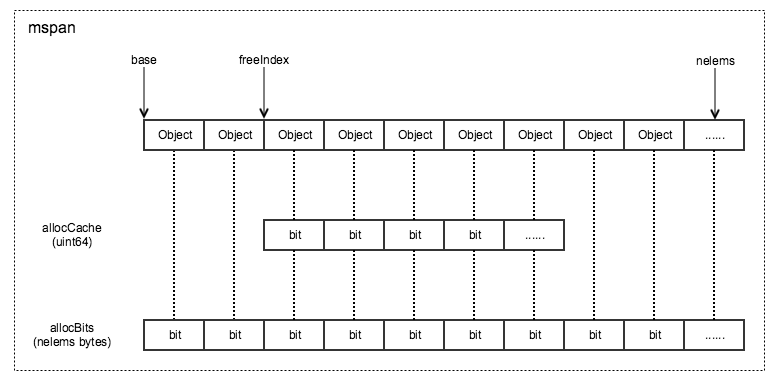 mspan
base freeIndex nelems
Object Object Object Object Object Object Object Object Object ......
allocCache
(uint64)
bit bit bit bit ......
allocBits
(nelems bytes)
bit bit bit bit bit bit bit bit bit ......